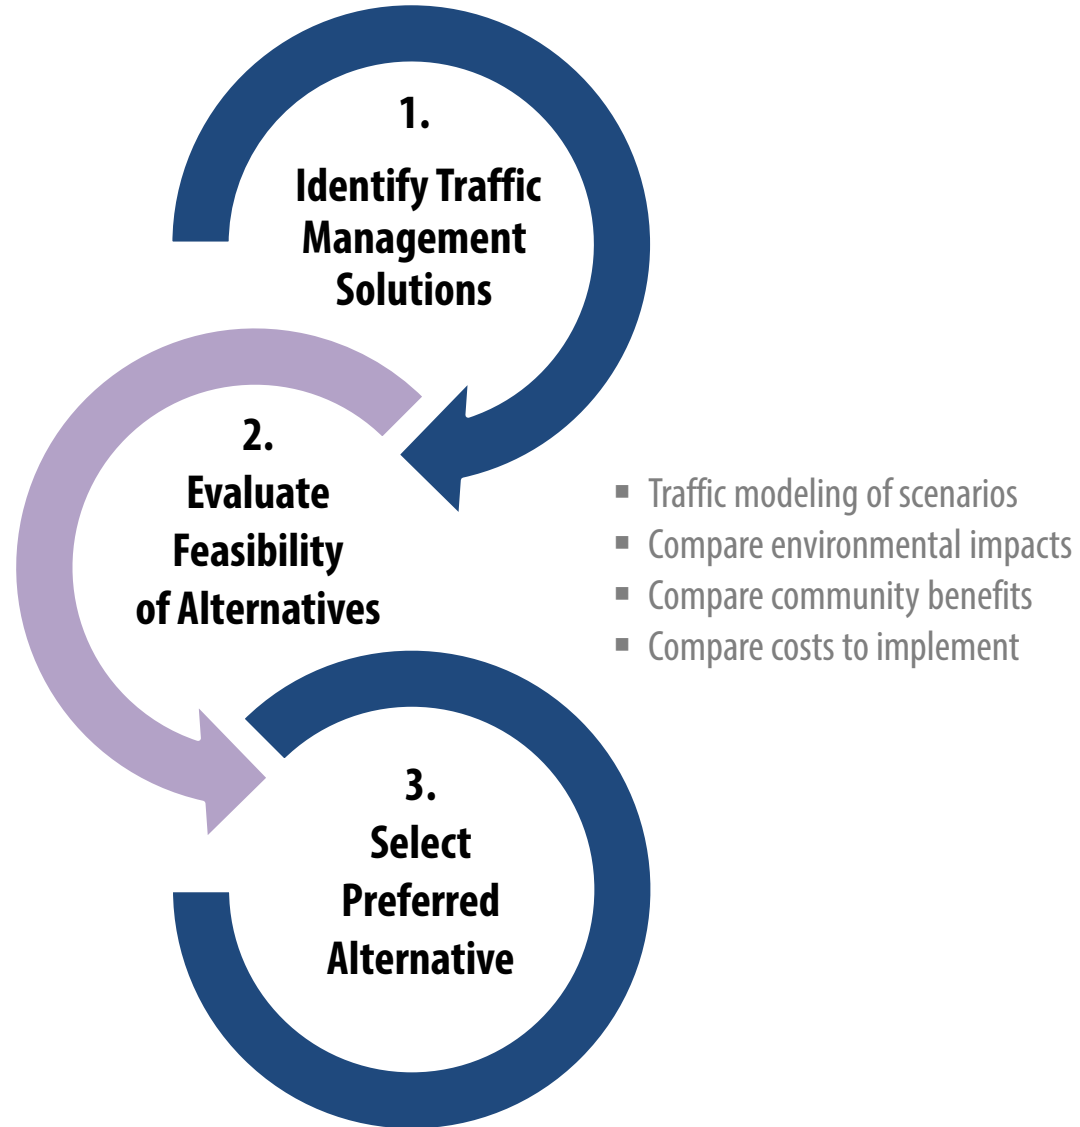 1.
Identify Traffic
Management
Solutions
2.
Evaluate
Feasibility
of Alternatives
▪ Traffic modeling of scenarios
▪ Compare environmental impacts
▪ Compare community benefits
▪ Compare costs to implement
3.
Select
Preferred
Alternative